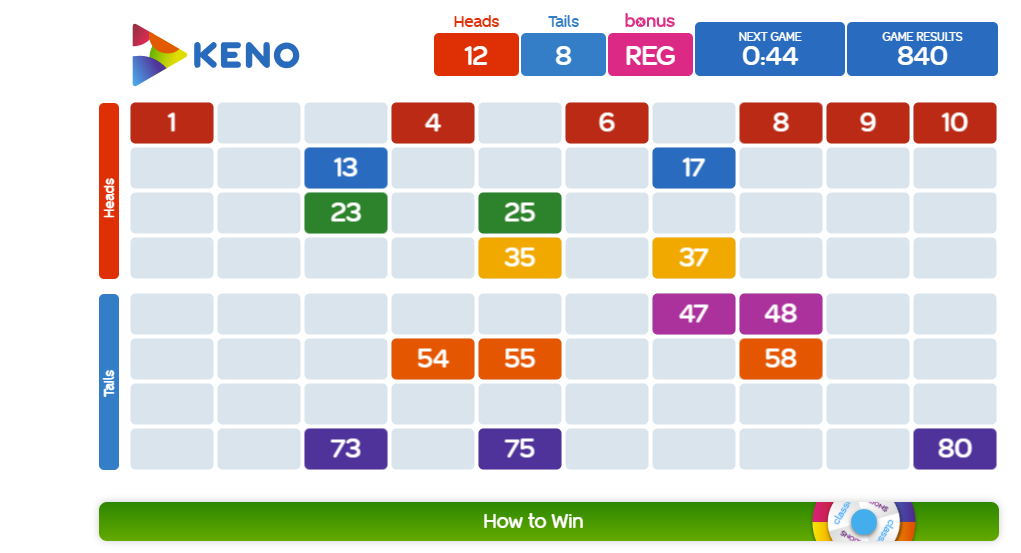 Heads Tails bonus
KENO
12 8 REG
NEXT GAME
0:44
GAME RESULTS
840
Heads
1 4 6 8 9 10
13 17
23 25
35 37
Tails
47 48
54 55 58
73 75 80
How to Win